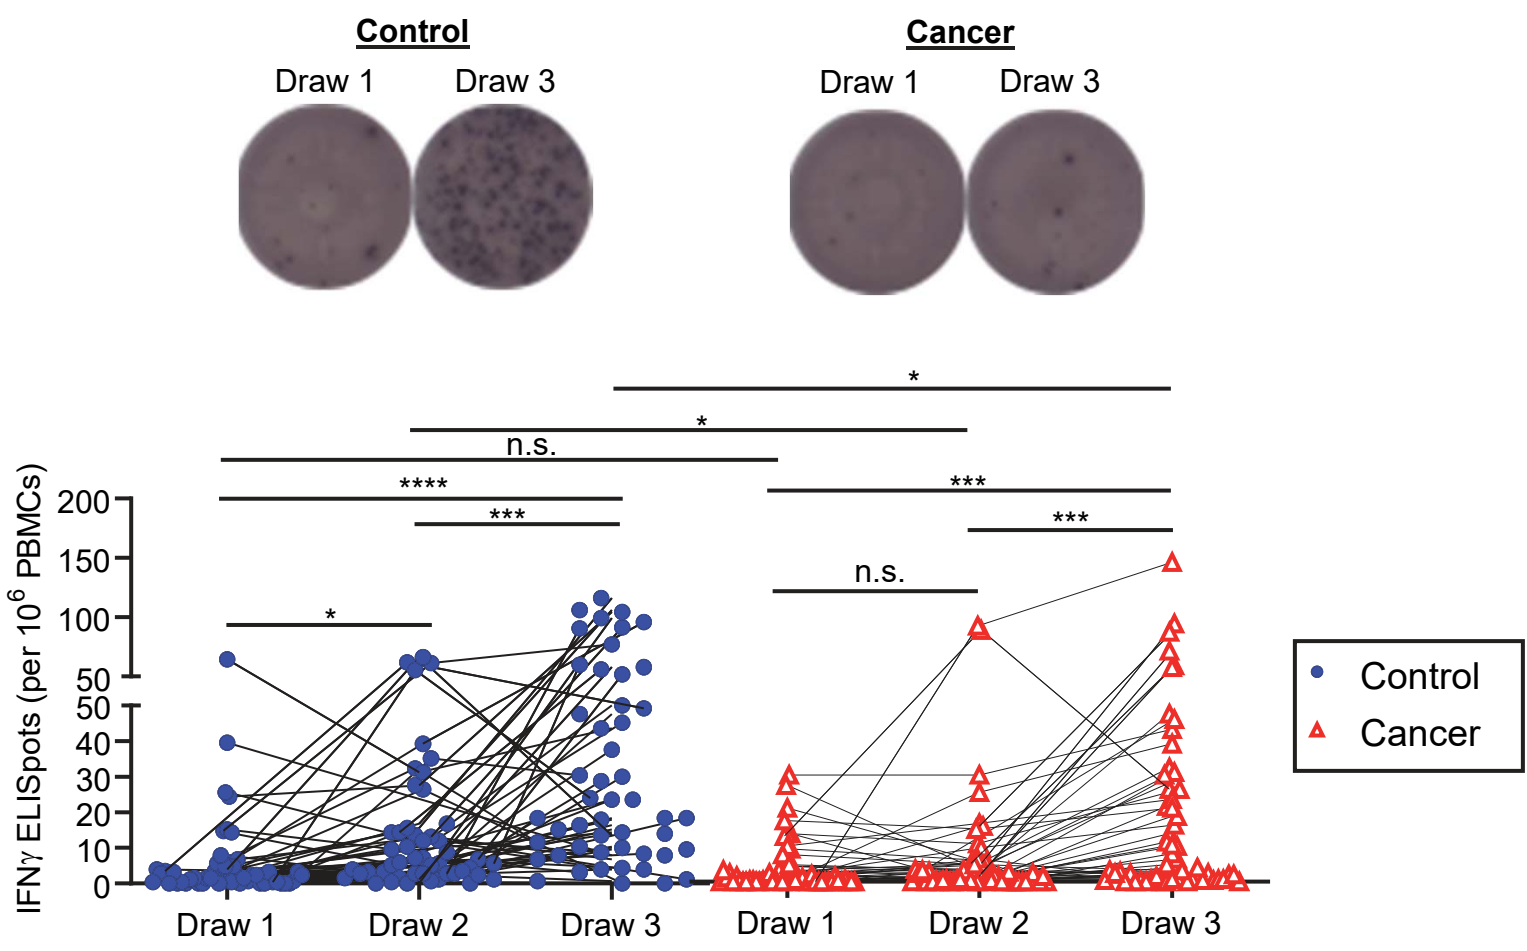 Control
Cancer
Draw 1 Draw 3
Draw 1 Draw 3
*
*
n.s.
****
***
***
***
n.s.
*
IFNγ ELISpots (per 10⁶ PBMCs)
200
150
100
50
50
40
30
20
10
0
Draw 1 Draw 2 Draw 3
Draw 1 Draw 2 Draw 3
Control
Cancer